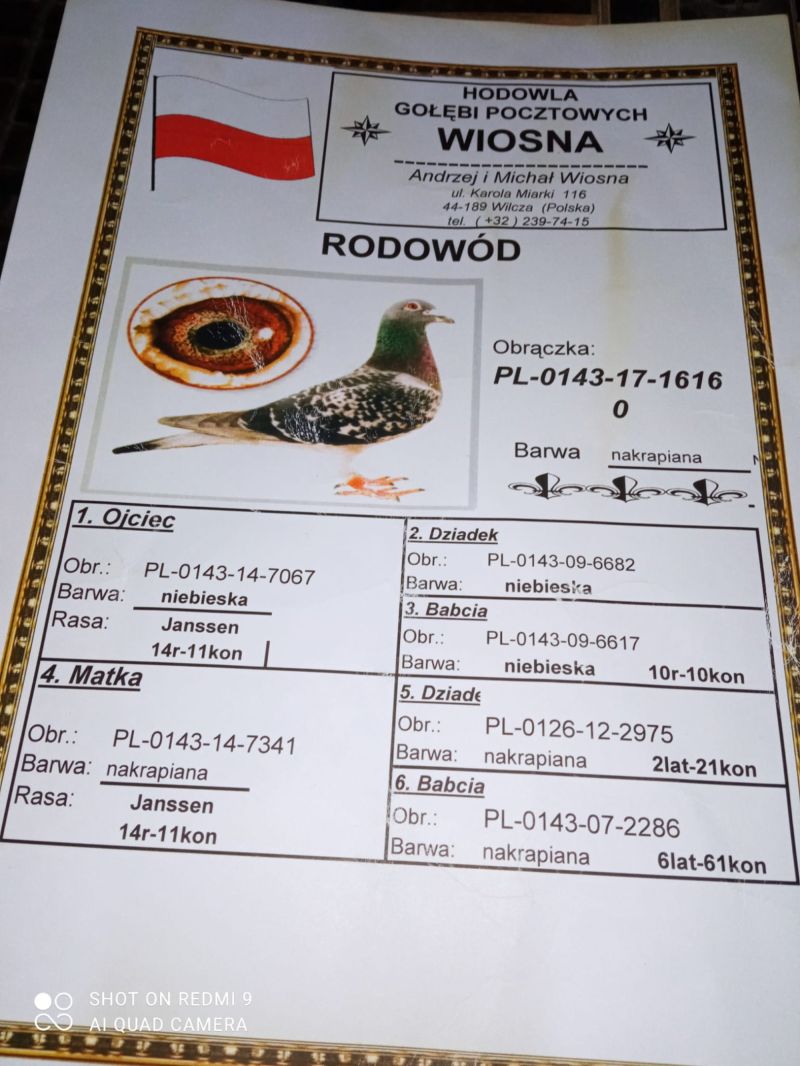 HODOWLA
GOŁĘBI POCZTOWYCH
WIOSNA
Andrzej i Michał Wiosna
ul. Karola Miarki 116
44-189 Wilcza (Polska)
tel. ( +32 ) 239-74-15
RODOWÓD
Obrączka:
PL-0143-17-1616
0
Barwa nakrapiana
1. Ojciec
Obr.: PL-0143-14-7067
Barwa: niebieska
Rasa: Janssen
14r-11kon
2. Dziadek
Obr.: PL-0143-09-6682
Barwa: niebieska
3. Babcia
Obr.: PL-0143-09-6617
Barwa: niebieska 10r-10kon
4. Matka
Obr.: PL-0143-14-7341
Barwa: nakrapiana
Rasa: Janssen
14r-11kon
5. Dziade
Obr.: PL-0126-12-2975
Barwa: nakrapiana 2lat-21kon
6. Babcia
Obr.: PL-0143-07-2286
Barwa: nakrapiana 6lat-61kon
SHOT ON REDMI 9
AI QUAD CAMERA